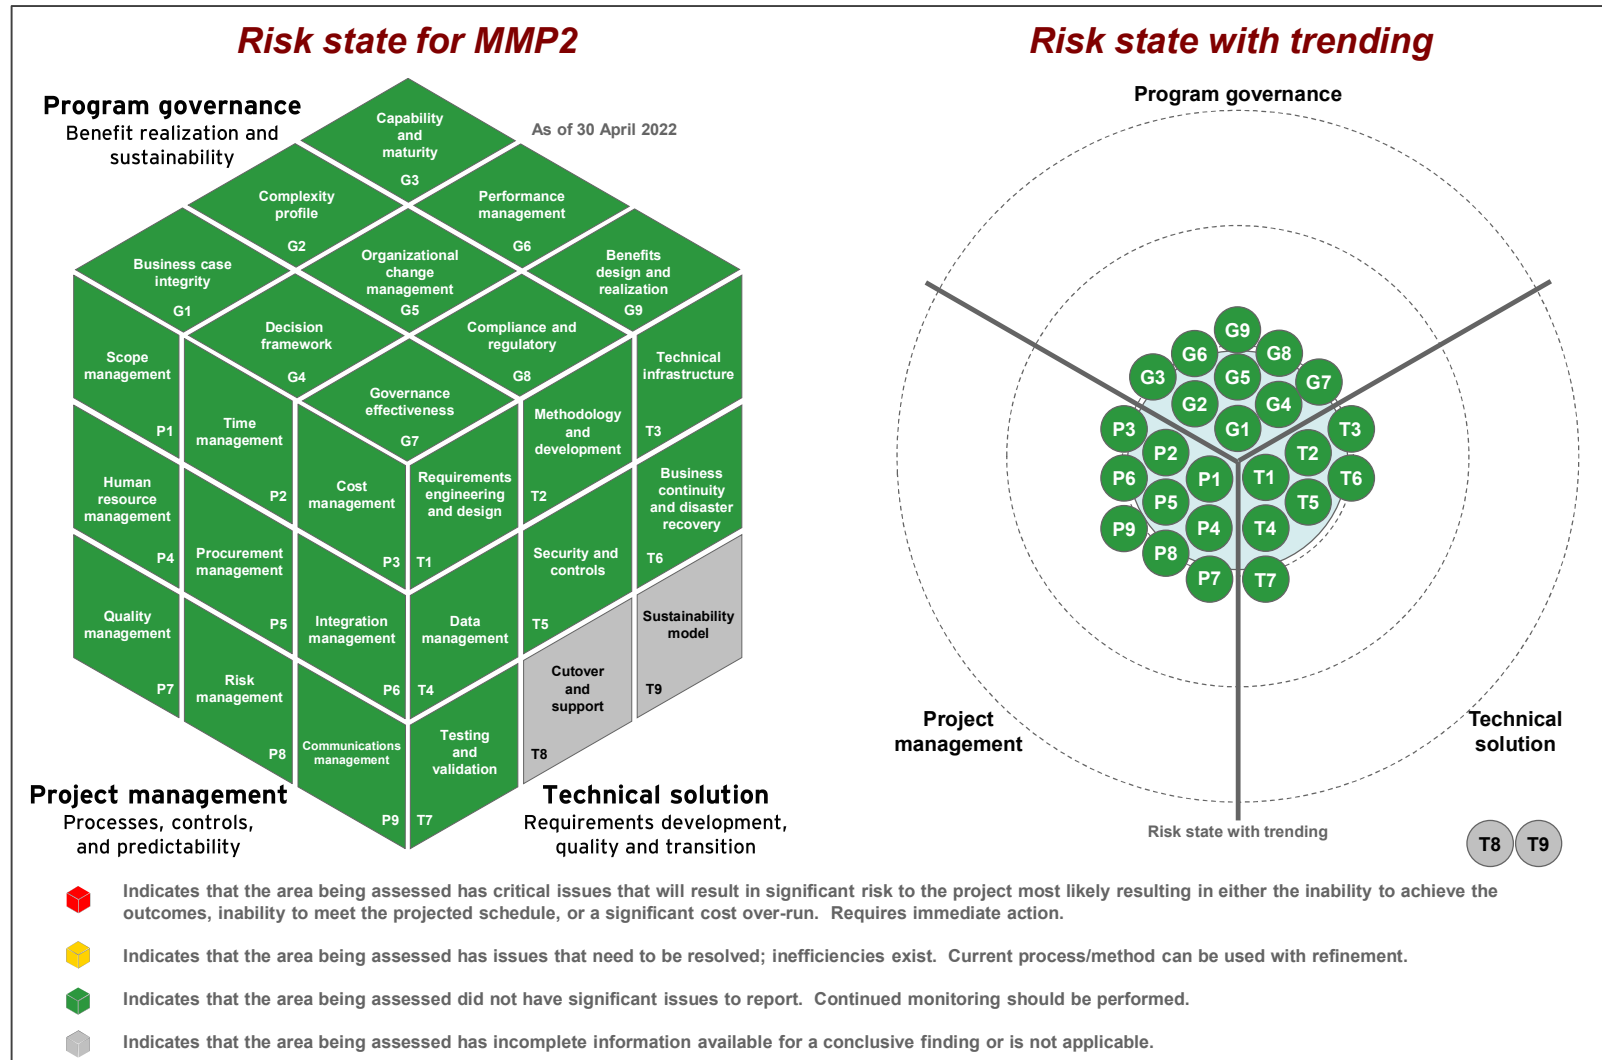 Risk state for MMP2
Risk state with trending
Program governance
Benefit realization and
sustainability
As of 30 April 2022
Capability
and
maturity
G3
Complexity
profile
G2
Performance
management
G6
Business case
integrity
G1
Organizational
change
management
G5
Benefits
design and
realization
G9
Decision
framework
G4
Compliance and
regulatory
G8
Governance
effectiveness
G7
Scope
management
P1
Time
management
P2
Cost
management
P3
Human
resource
management
P4
Procurement
management
P5
Integration
management
P6
Quality
management
P7
Risk
management
P8
Communications
management
P9
Requirements
engineering
and design
T1
Methodology
and
development
T2
Technical
infrastructure
T3
Data
management
T4
Security and
controls
T5
Business
continuity
and disaster
recovery
T6
Testing
and
validation
T7
Cutover
and
support
T8
Sustainability
model
T9
Project management
Processes, controls,
and predictability
Technical solution
Requirements development,
quality and transition
Program governance
G9
G6
G8
G3
G5
G7
G2
G4
G1
P3
P2
P1
P6
P5
P4
P9
P8
P7
T3
T2
T1
T6
T5
T4
T7
Project
management
Technical
solution
Risk state with trending
T8
T9
Indicates that the area being assessed has critical issues that will result in significant risk to the project most likely resulting in either the inability to achieve the
outcomes, inability to meet the projected schedule, or a significant cost over-run. Requires immediate action.
Indicates that the area being assessed has issues that need to be resolved; inefficiencies exist. Current process/method can be used with refinement.
Indicates that the area being assessed did not have significant issues to report. Continued monitoring should be performed.
Indicates that the area being assessed has incomplete information available for a conclusive finding or is not applicable.